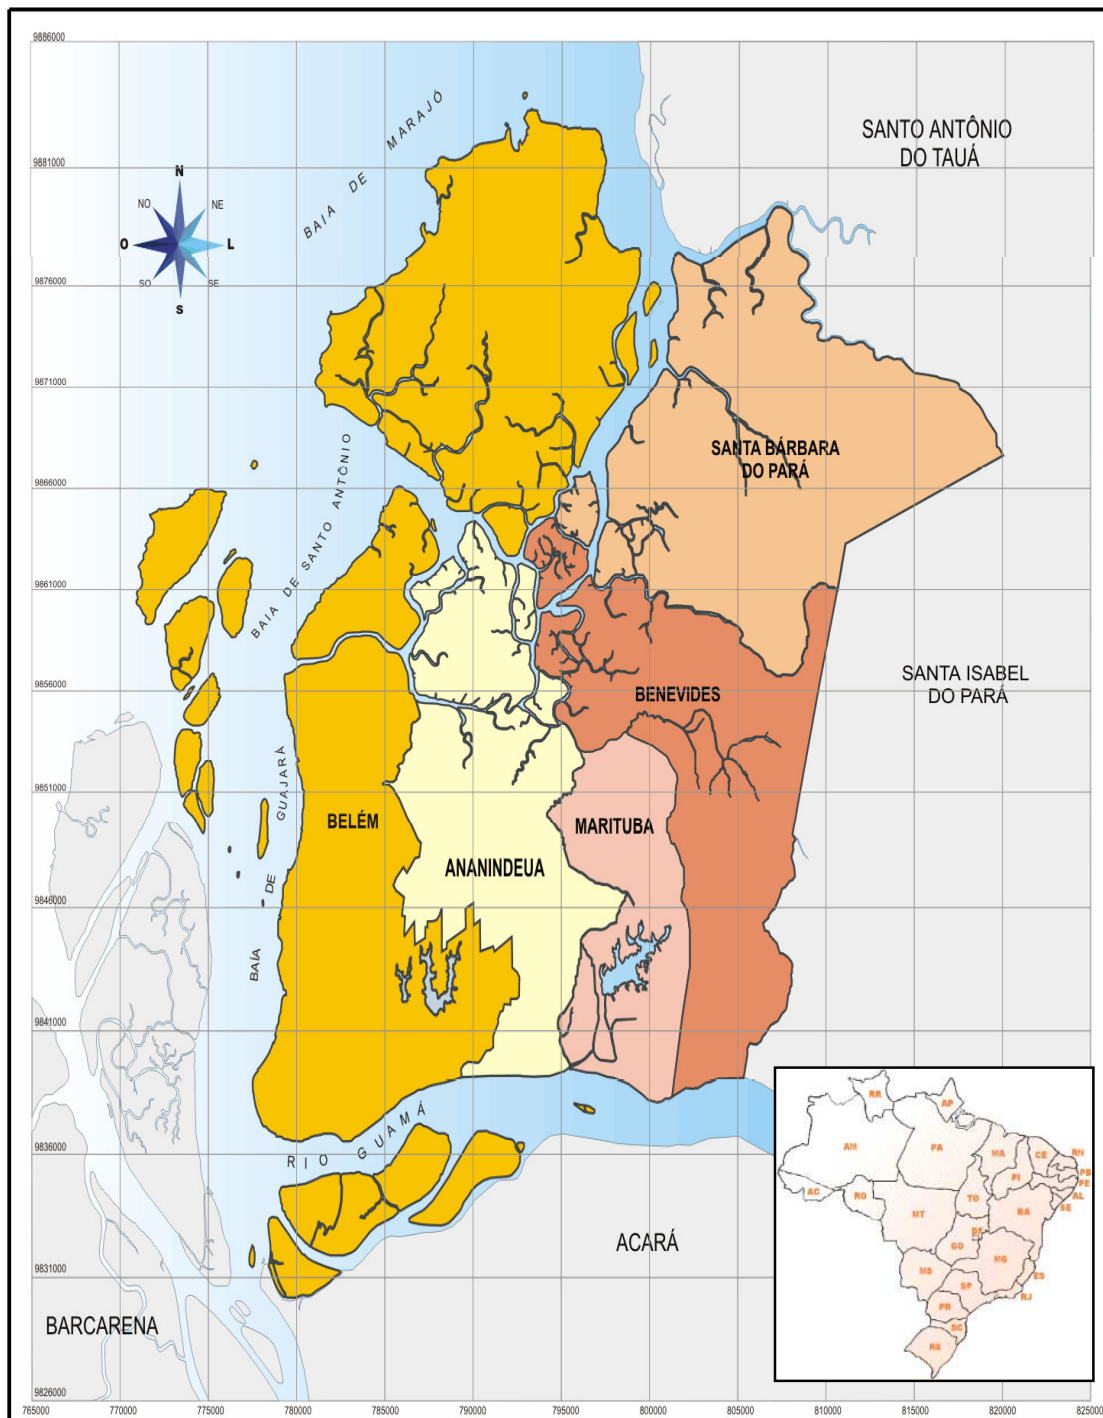 9886000
9881000
9876000
9871000
9866000
9861000
9856000
9851000
9846000
9841000
9836000
9831000
9826000
765000
770000
775000
780000
785000
790000
795000
800000
805000
810000
815000
820000
825000
N
NO
NE
O
L
SO
SE
S
BAIA DE MARAJÓ
SANTO ANTÔNIO
DO TAUÁ
BAIA DE SANTO ANTÔNIO
SANTA BÁRBARA
DO PARÁ
SANTA ISABEL
DO PARÁ
BENEVIDES
BAÍA DE GUAJARÁ
BELÉM
MARITUBA
ANANINDEUA
RIO GUAMÁ
ACARÁ
BARCARENA
RR
AP
AM
PA
MA
CE
RN
PB
PE
AL
SE
PI
AC
RO
TO
BA
MT
DF
GO
MG
MS
ES
SP
RJ
PR
SC
RS